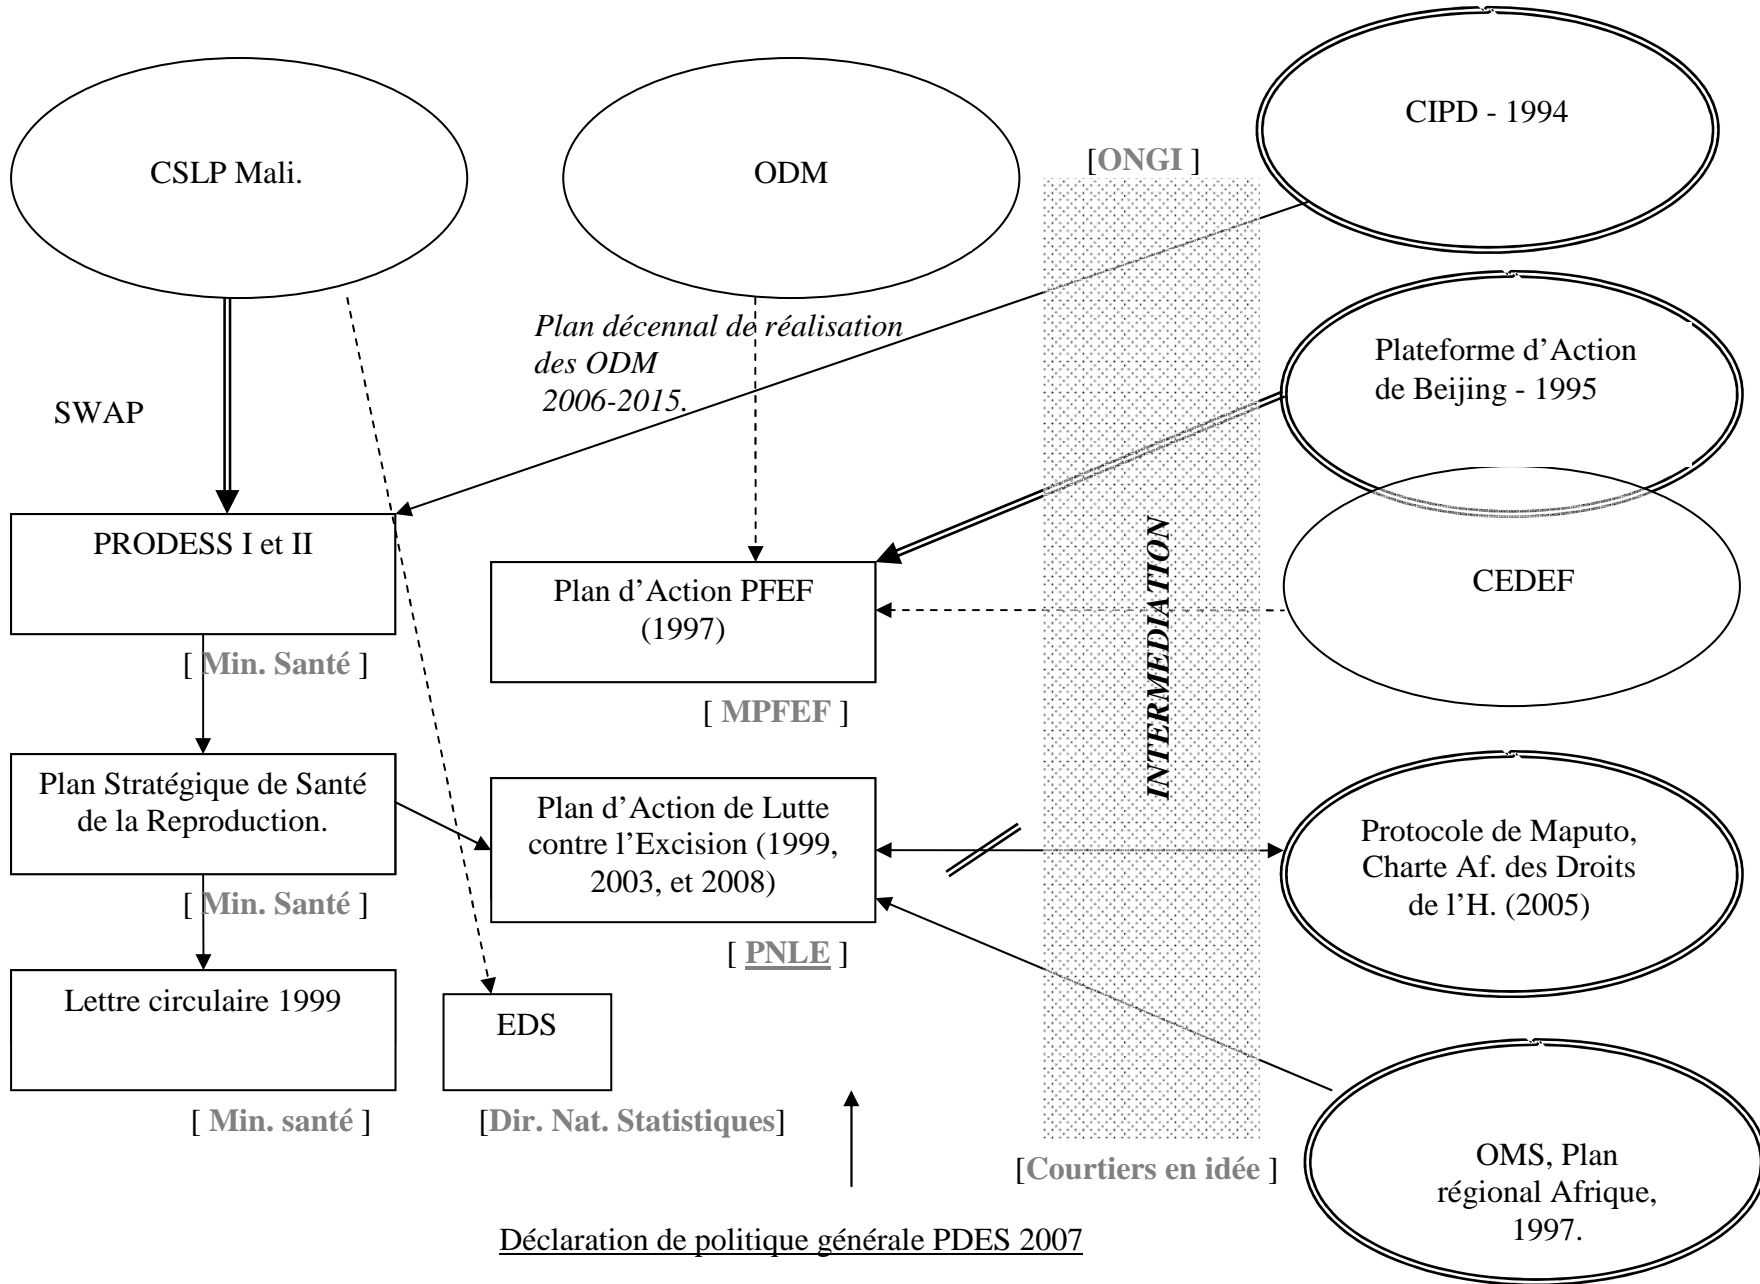 CIPD - 1994
CSLP Mali.
ODM
[ONGI ]
Plan décennal de réalisation
des ODM
2006-2015.
SWAP
Plateforme d’Action
de Beijing - 1995
PRODESS I et II
Plan d’Action PFEF
(1997)
CEDEF
INTERMEDIATION
[ Min. Santé ]
[ MPFEF ]
Plan Stratégique de Santé
de la Reproduction.
Plan d’Action de Lutte
contre l’Excision (1999,
2003, et 2008)
Protocole de Maputo,
Charte Af. des Droits
de l’H. (2005)
[ Min. Santé ]
[ PNLE ]
Lettre circulaire 1999
EDS
[ Min. santé ]
[Dir. Nat. Statistiques]
[Courtiers en idée ]
OMS, Plan
régional Afrique,
1997.
Déclaration de politique générale PDES 2007